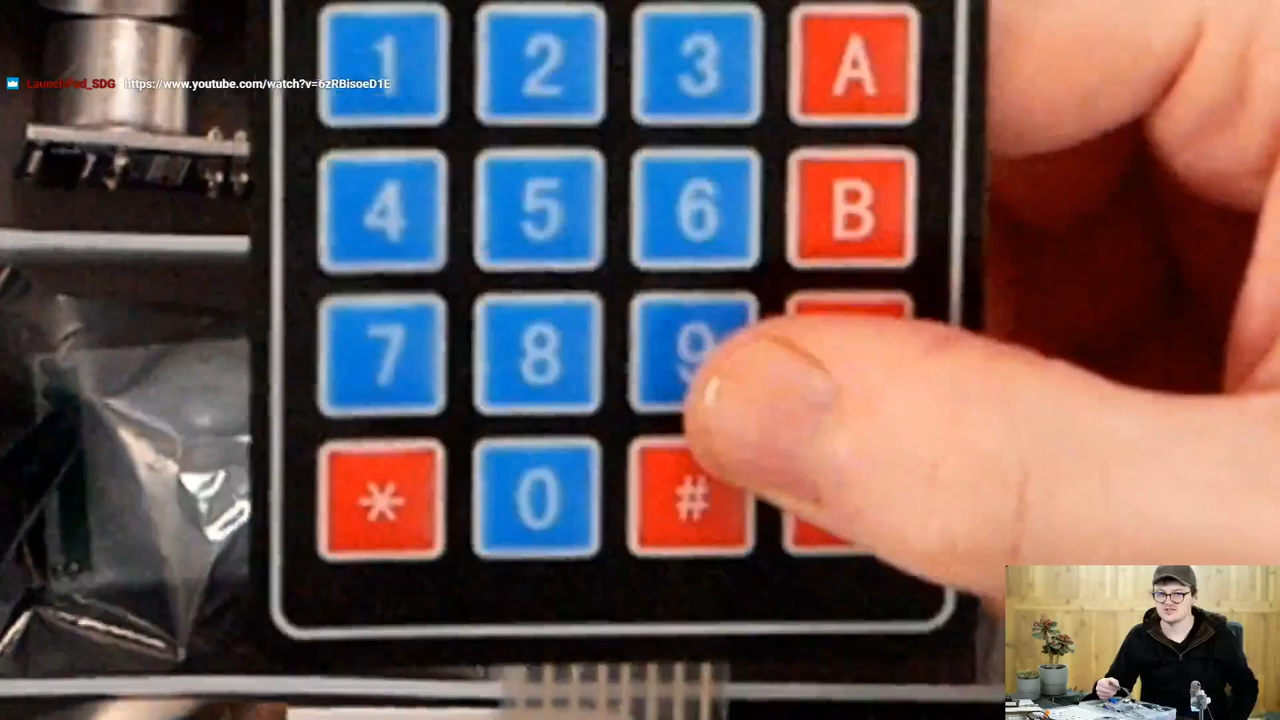 1 2 3 A
LaunchPad_SDG https://www.youtube.com/watch?v=6zRBisoeD1E
4 5 6 B
7 8 9
* 0 #